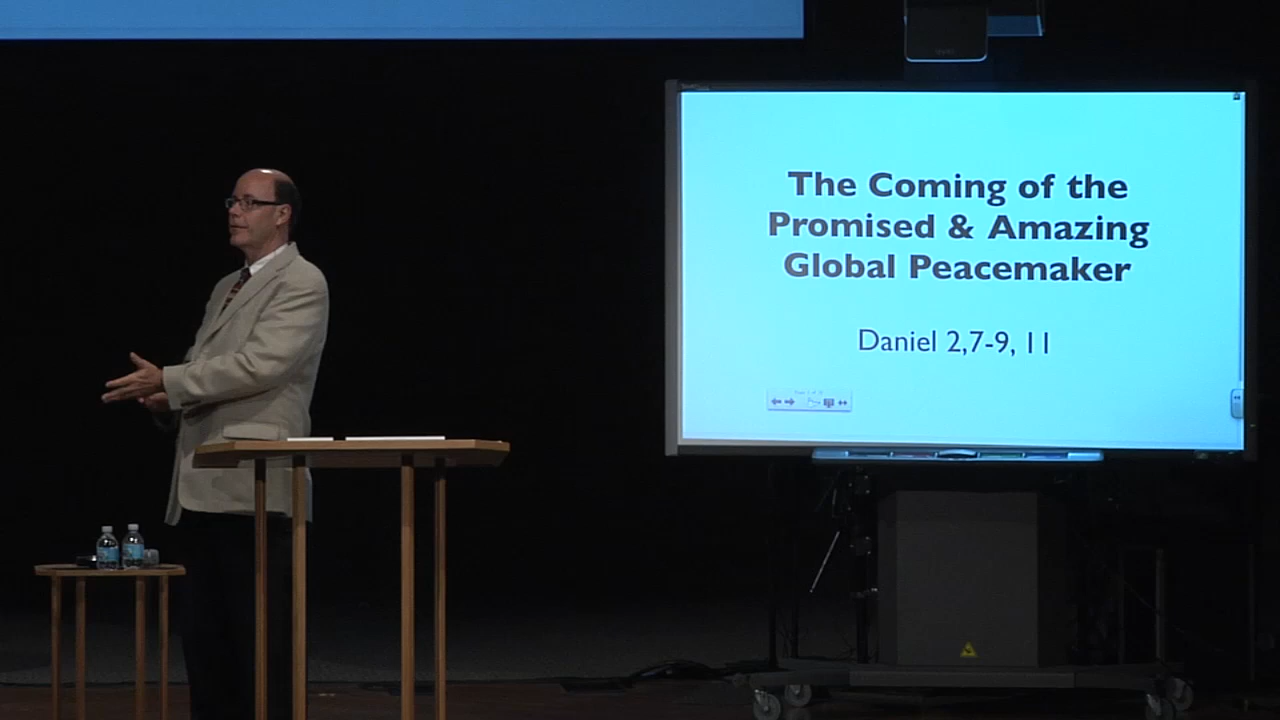 The Coming of the
Promised & Amazing
Global Peacemaker
Daniel 2,7-9, 11